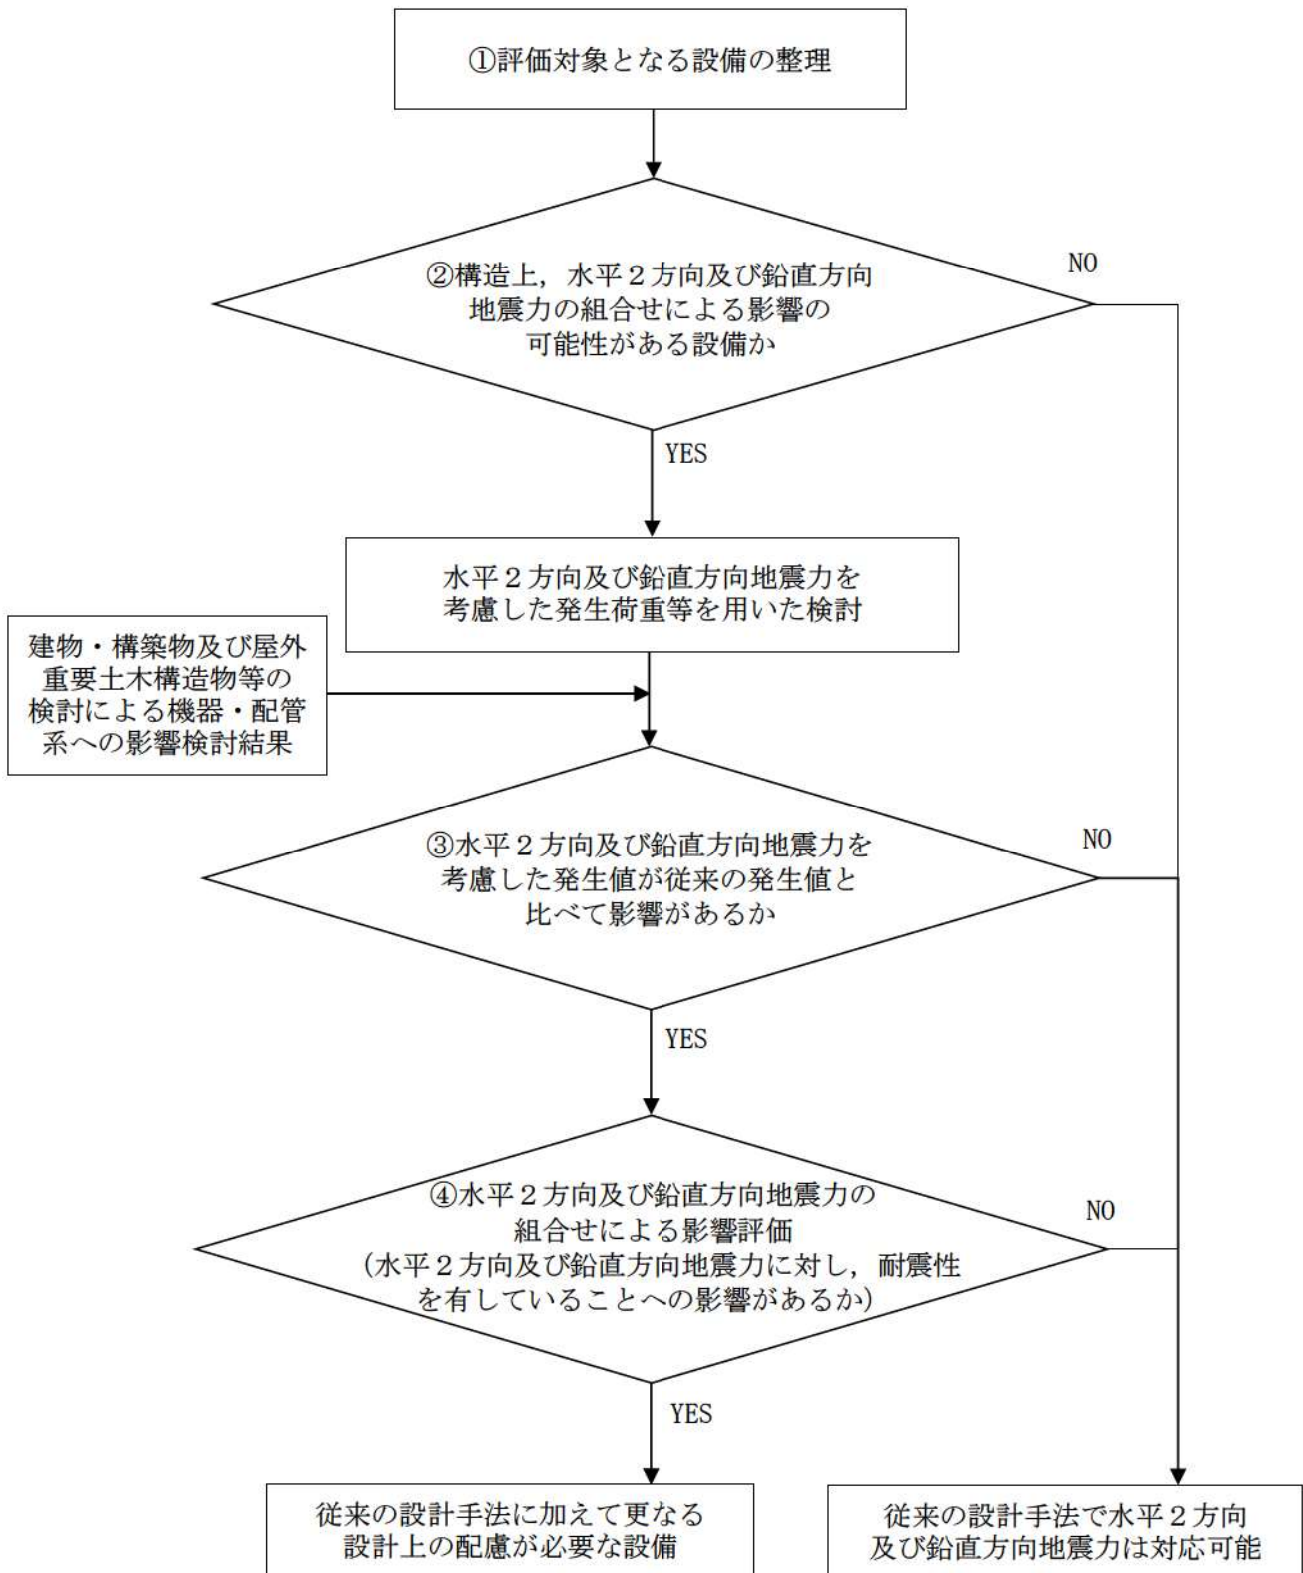 ①評価対象となる設備の整理
②構造上，水平２方向及び鉛直方向
地震力の組合せによる影響の
可能性がある設備か
NO
YES
水平２方向及び鉛直方向地震力を
考慮した発生荷重等を用いた検討
建物・構築物及び屋外
重要土木構造物等の
検討による機器・配管
系への影響検討結果
③水平２方向及び鉛直方向地震力を
考慮した発生値が従来の発生値と
比べて影響があるか
NO
YES
④水平２方向及び鉛直方向地震力の
組合せによる影響評価
（水平２方向及び鉛直方向地震力に対し，耐震性
を有していることへの影響があるか）
NO
YES
従来の設計手法に加えて更なる
設計上の配慮が必要な設備
従来の設計手法で水平２方向
及び鉛直方向地震力は対応可能